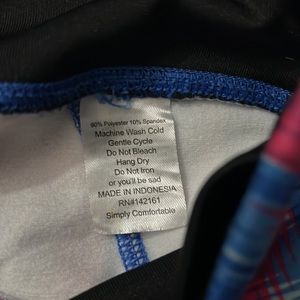 90% Polyester 10% Spandex
Machine Wash Cold
Gentle Cycle
Do Not Bleach
Hang Dry
Do Not Iron
or you'll be sad
MADE IN INDONESIA
RN#142161
Simply Comfortable